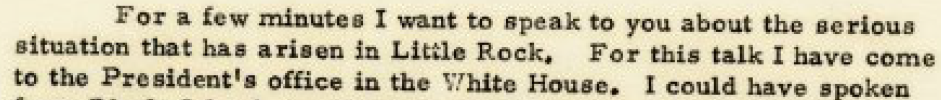 For a few minutes I want to speak to you about the serious
situation that has arisen in Little Rock. For this talk I have come
to the President's office in the White House. I could have spoken